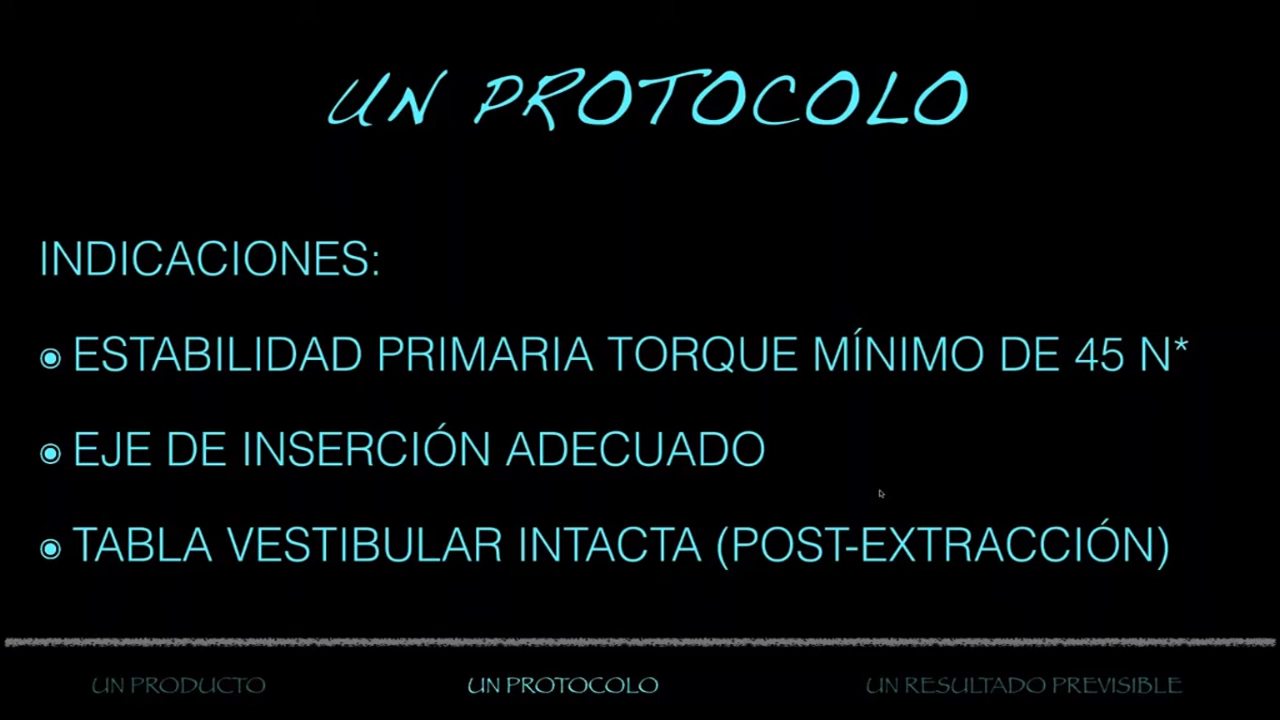 UN PROTOCOLO
INDICACIONES:
ESTABILIDAD PRIMARIA TORQUE MÍNIMO DE 45 N*
EJE DE INSERCIÓN ADECUADO
TABLA VESTIBULAR INTACTA (POST-EXTRACCIÓN)
UN PRODUCTO UN PROTOCOLO UN RESULTADO PREVISIBLE